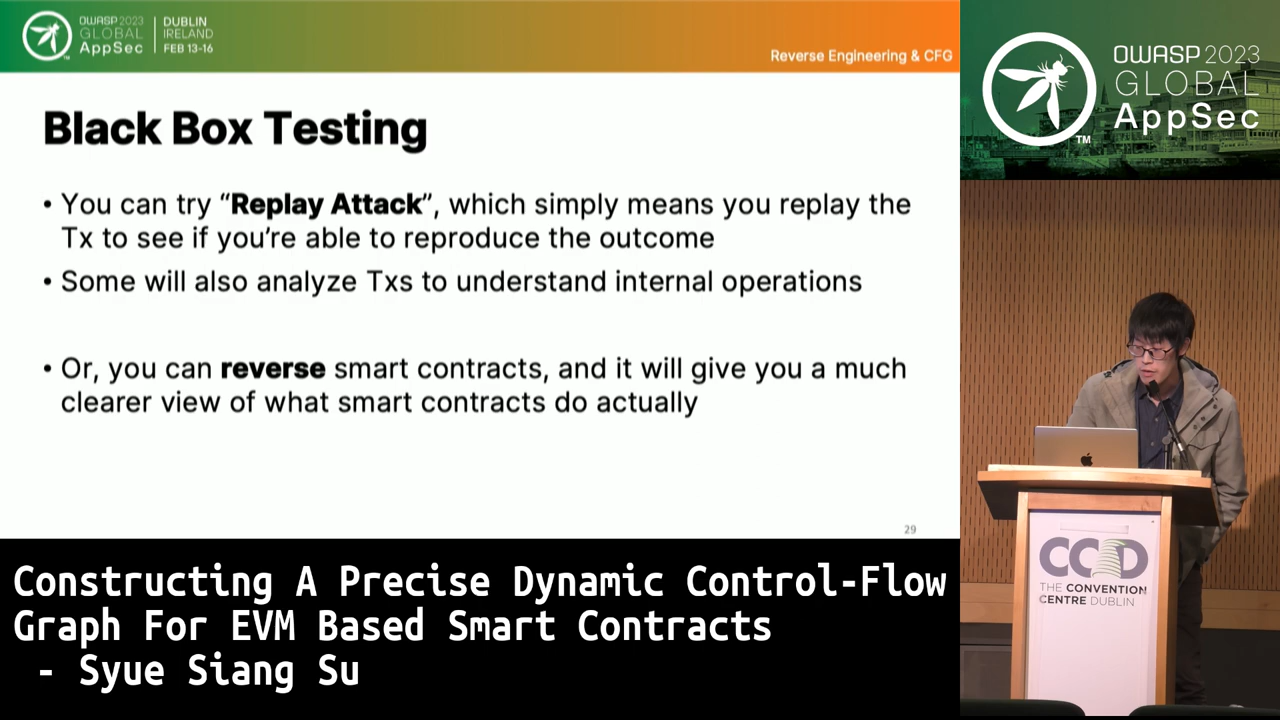 OWASP 2023
GLOBAL
AppSec
DUBLIN
IRELAND
FEB 13-16
TM
Reverse Engineering & CFG
Black Box Testing
• You can try “Replay Attack”, which simply means you replay the
Tx to see if you’re able to reproduce the outcome
• Some will also analyze Txs to understand internal operations
• Or, you can reverse smart contracts, and it will give you a much
clearer view of what smart contracts do actually
29
OWASP 2023
GLOBAL
AppSec
TM
CCD
THE CONVENTION
CENTRE DUBLIN
Constructing A Precise Dynamic Control-Flow
Graph For EVM Based Smart Contracts
- Syue Siang Su